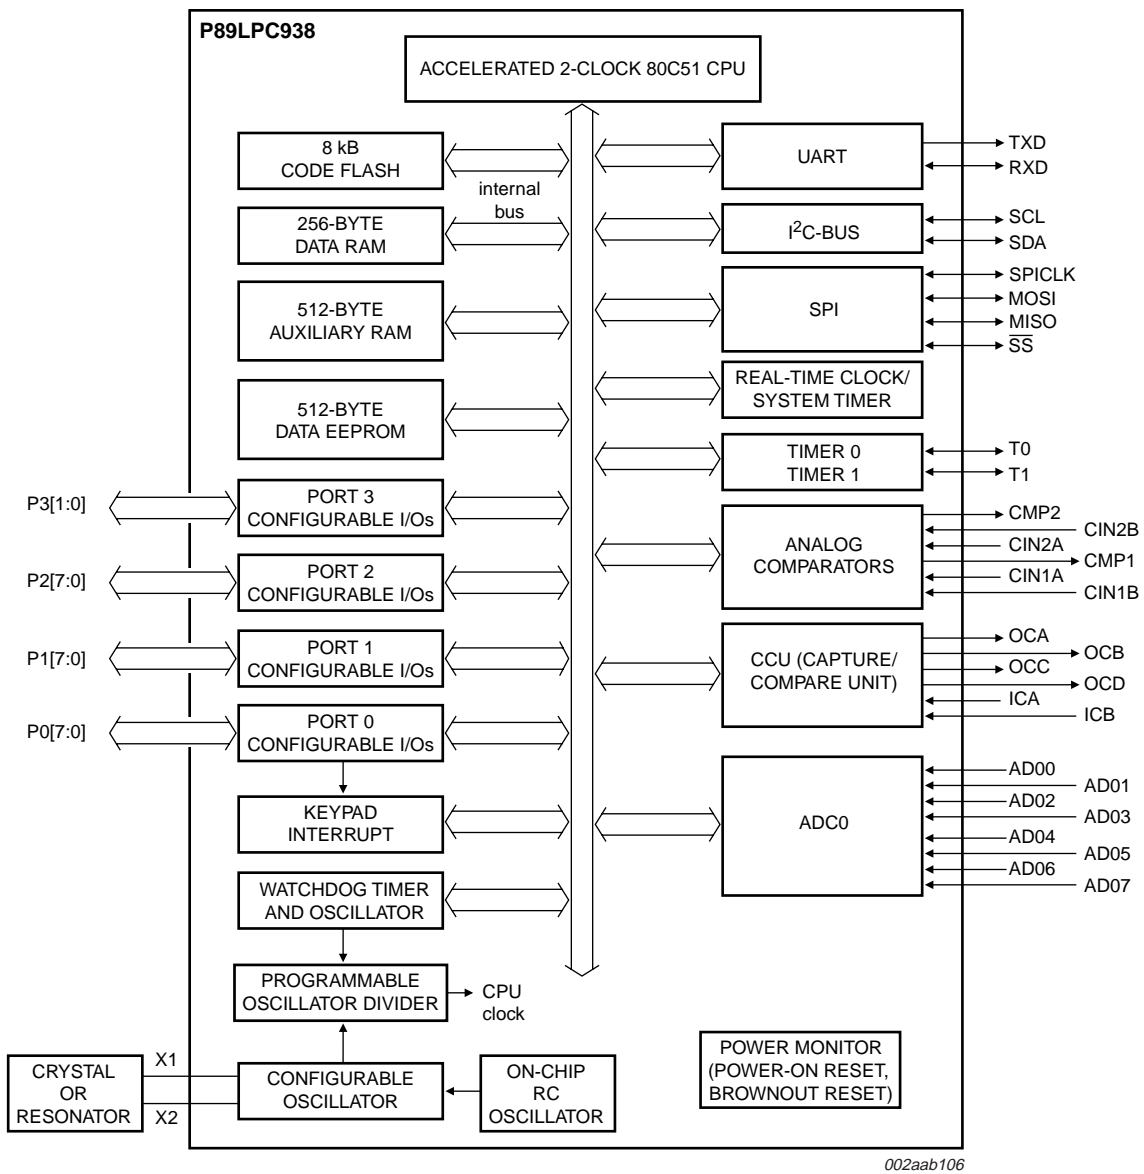 P89LPC938
ACCELERATED 2-CLOCK 80C51 CPU
8 kB
CODE FLASH
internal
bus
256-BYTE
DATA RAM
512-BYTE
AUXILIARY RAM
512-BYTE
DATA EEPROM
P3[1:0]
PORT 3
CONFIGURABLE I/Os
P2[7:0]
PORT 2
CONFIGURABLE I/Os
P1[7:0]
PORT 1
CONFIGURABLE I/Os
P0[7:0]
PORT 0
CONFIGURABLE I/Os
KEYPAD
INTERRUPT
WATCHDOG TIMER
AND OSCILLATOR
PROGRAMMABLE
OSCILLATOR DIVIDER
CPU
clock
CRYSTAL
OR
RESONATOR
X1
X2
CONFIGURABLE
OSCILLATOR
ON-CHIP
RC
OSCILLATOR
UART
TXD
RXD
I²C-BUS
SCL
SDA
SPI
SPICLK
MOSI
MISO
S̅S̅
REAL-TIME CLOCK/
SYSTEM TIMER
TIMER 0
TIMER 1
T0
T1
ANALOG
COMPARATORS
CMP2
CIN2B
CIN2A
CMP1
CIN1A
CIN1B
CCU (CAPTURE/
COMPARE UNIT)
OCA
OCB
OCC
OCD
ICA
ICB
ADC0
AD00
AD01
AD02
AD03
AD04
AD05
AD06
AD07
POWER MONITOR
(POWER-ON RESET,
BROWNOUT RESET)
002aab106